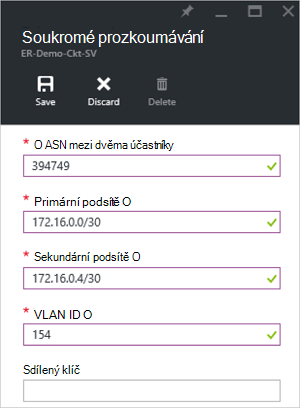 Soukromé prozkoumávání
ER-Demo-Ckt-SV
Save Discard Delete
* O ASN mezi dvěma účastníky
394749
* Primární podsítě O
172.16.0.0/30
* Sekundární podsítě O
172.16.0.4/30
* VLAN ID O
154
Sdílený klíč